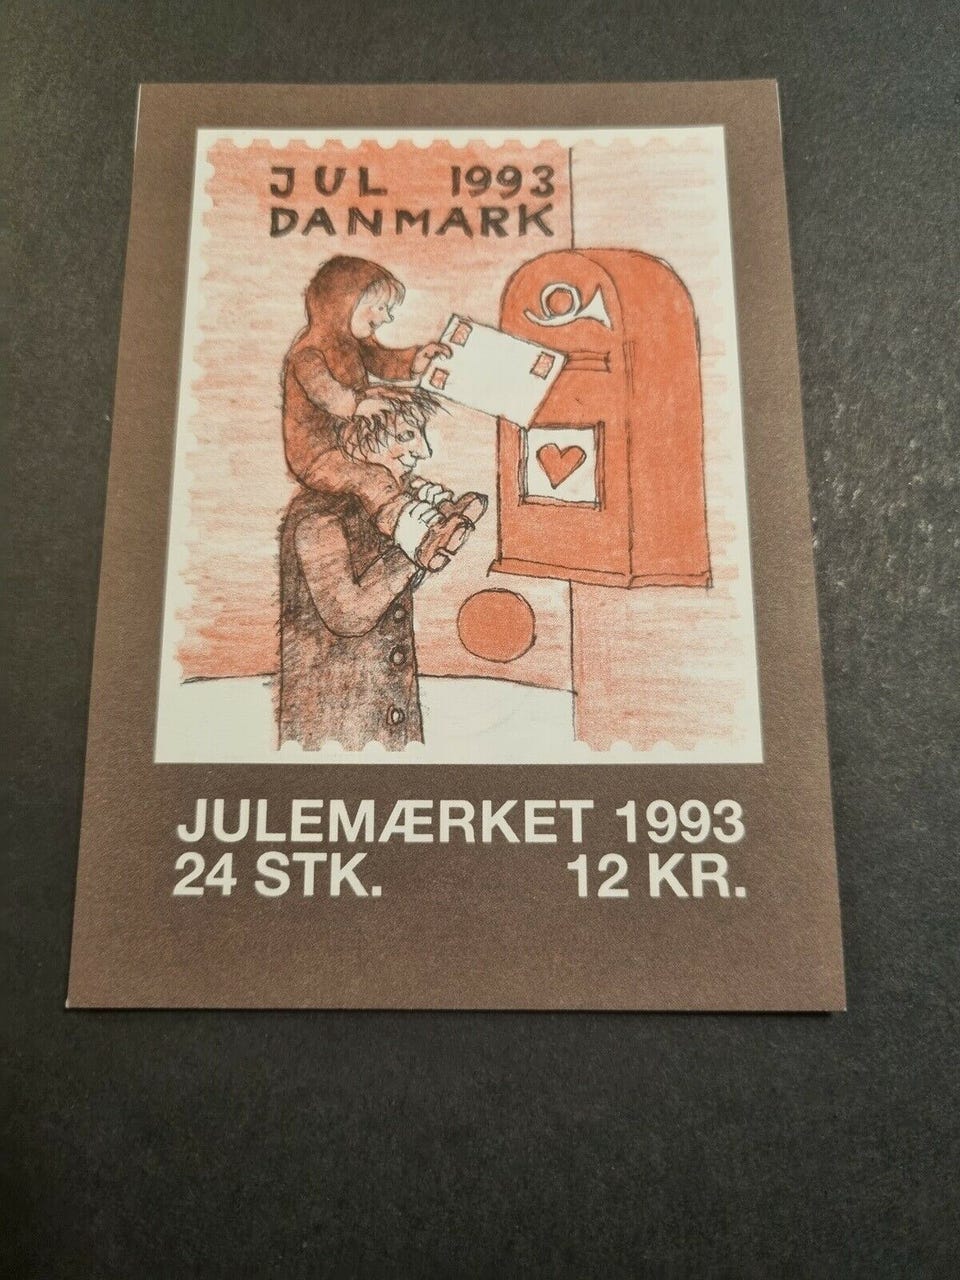 JUL 1993
DANMARK
JULEMÆRKET 1993
24 STK. 12 KR.